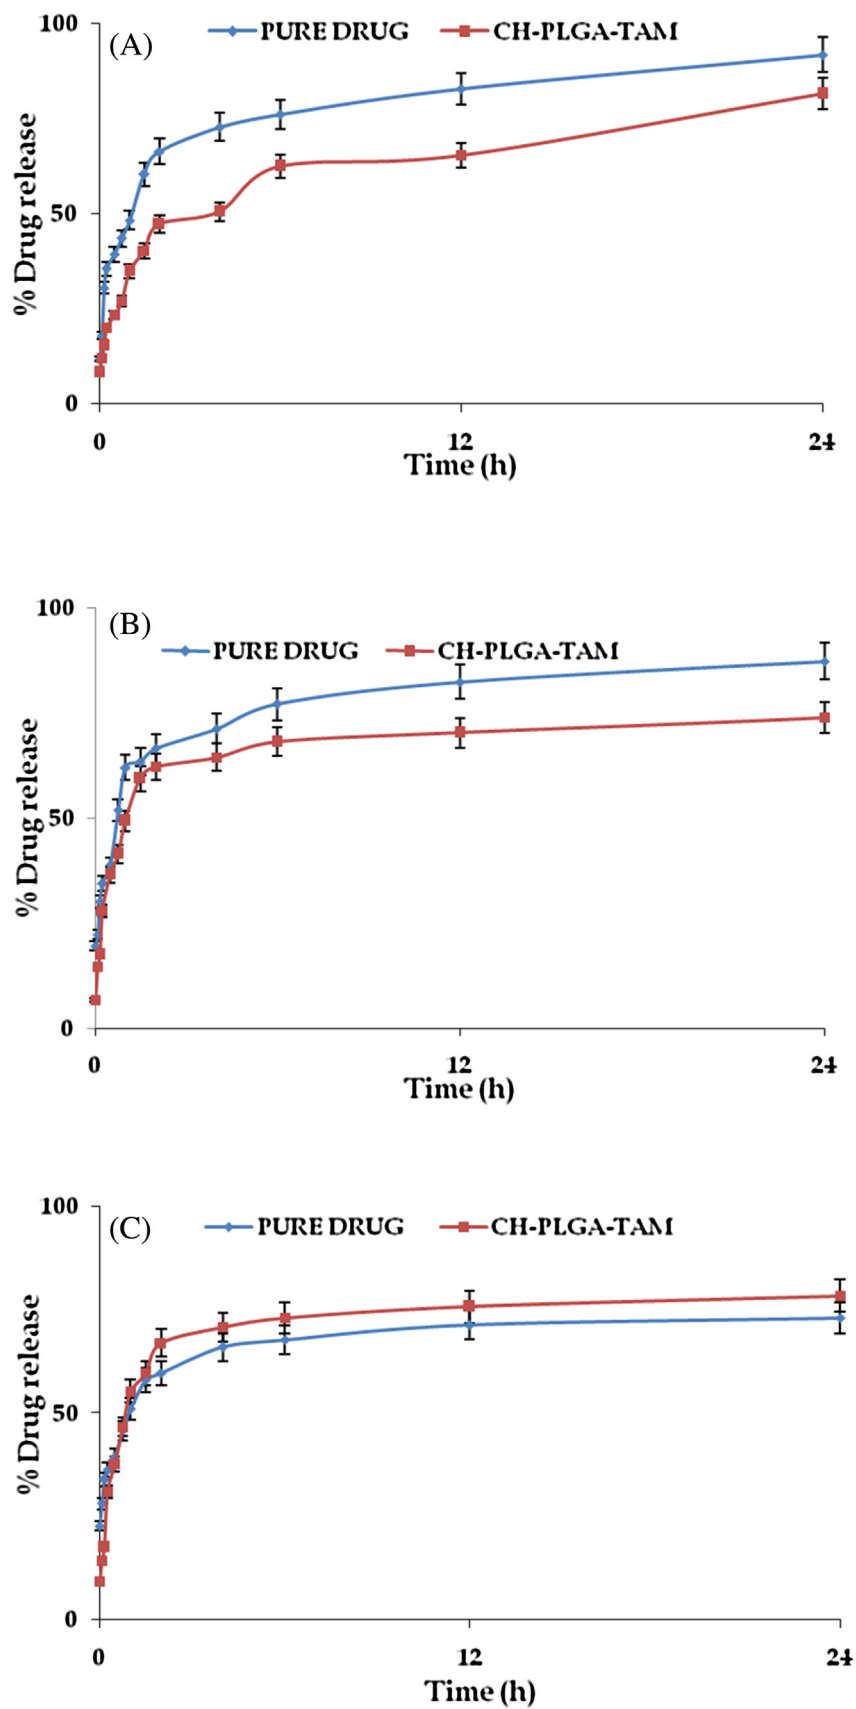 100
(A)
PURE DRUG CH-PLGA-TAM
% Drug release
50
0
0 12 24
Time (h)
100
(B)
PURE DRUG CH-PLGA-TAM
% Drug release
50
0
0 12 24
Time (h)
100
(C)
PURE DRUG CH-PLGA-TAM
% Drug release
50
0
0 12 24
Time (h)